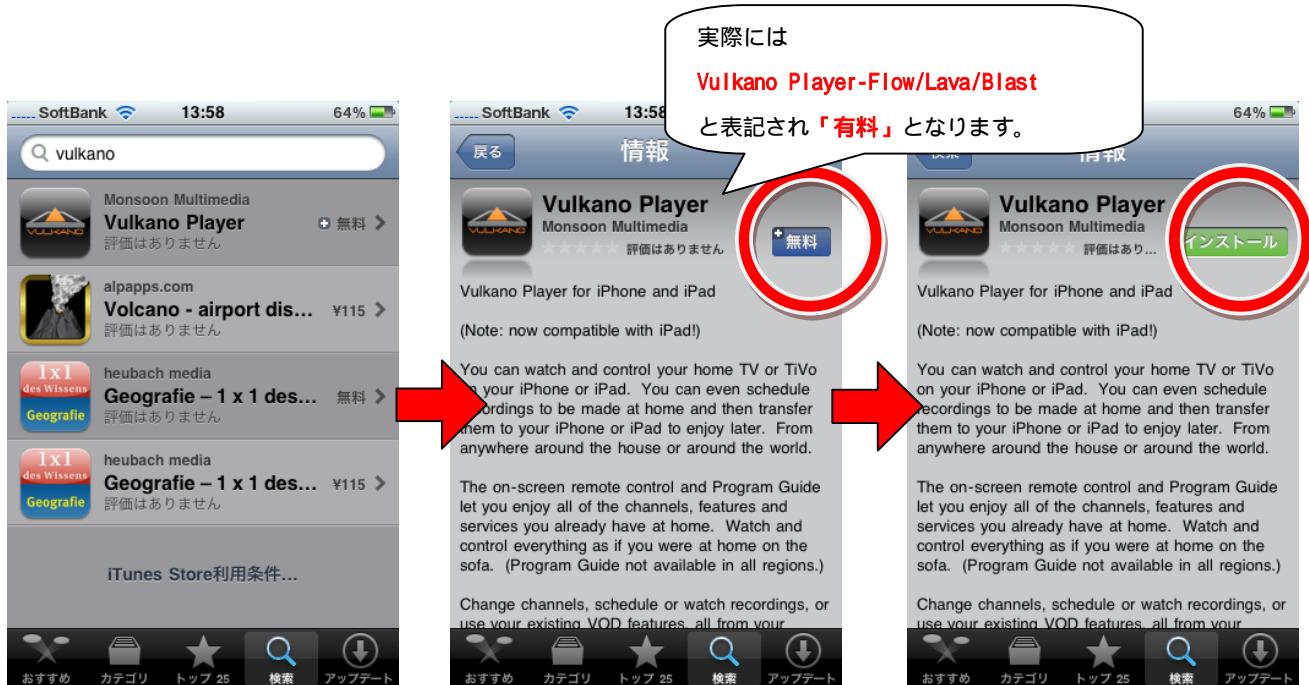 実際には
Vulkano Player-Flow/Lava/Blast
と表記され「有料」となります。
SoftBank 13:58 64%
vulkano
Monsoon Multimedia
Vulkano Player
無料
評価はありません
VULKANO
alpapps.com
Volcano - airport dis...
¥115
評価はありません
1x1
des Wissens
Geografie
heubach media
Geografie – 1 x 1 des...
無料
評価はありません
1x1
des Wissens
Geografie
heubach media
Geografie – 1 x 1 des...
¥115
評価はありません
iTunes Store利用条件...
おすすめ カテゴリ トップ 25 検索 アップデート
SoftBank 13:58
戻る
情報
VULKANO
Vulkano Player
Monsoon Multimedia
評価はありません
無料
Vulkano Player for iPhone and iPad
(Note: now compatible with iPad!)
You can watch and control your home TV or TiVo
on your iPhone or iPad. You can even schedule
recordings to be made at home and then transfer
them to your iPhone or iPad to enjoy later. From
anywhere around the house or around the world.
The on-screen remote control and Program Guide
let you enjoy all of the channels, features and
services you already have at home. Watch and
control everything as if you were at home on the
sofa. (Program Guide not available in all regions.)
Change channels, schedule or watch recordings, or
use your existing VOD features, all from your
おすすめ カテゴリ トップ 25 検索 アップデート
64%
検索
情報
VULKANO
Vulkano Player
Monsoon Multimedia
評価はあり...
インストール
Vulkano Player for iPhone and iPad
(Note: now compatible with iPad!)
You can watch and control your home TV or TiVo
on your iPhone or iPad. You can even schedule
recordings to be made at home and then transfer
them to your iPhone or iPad to enjoy later. From
anywhere around the house or around the world.
The on-screen remote control and Program Guide
let you enjoy all of the channels, features and
services you already have at home. Watch and
control everything as if you were at home on the
sofa. (Program Guide not available in all regions.)
Change channels, schedule or watch recordings, or
use your existing VOD features, all from your
おすすめ カテゴリ トップ 25 検索 アップデート